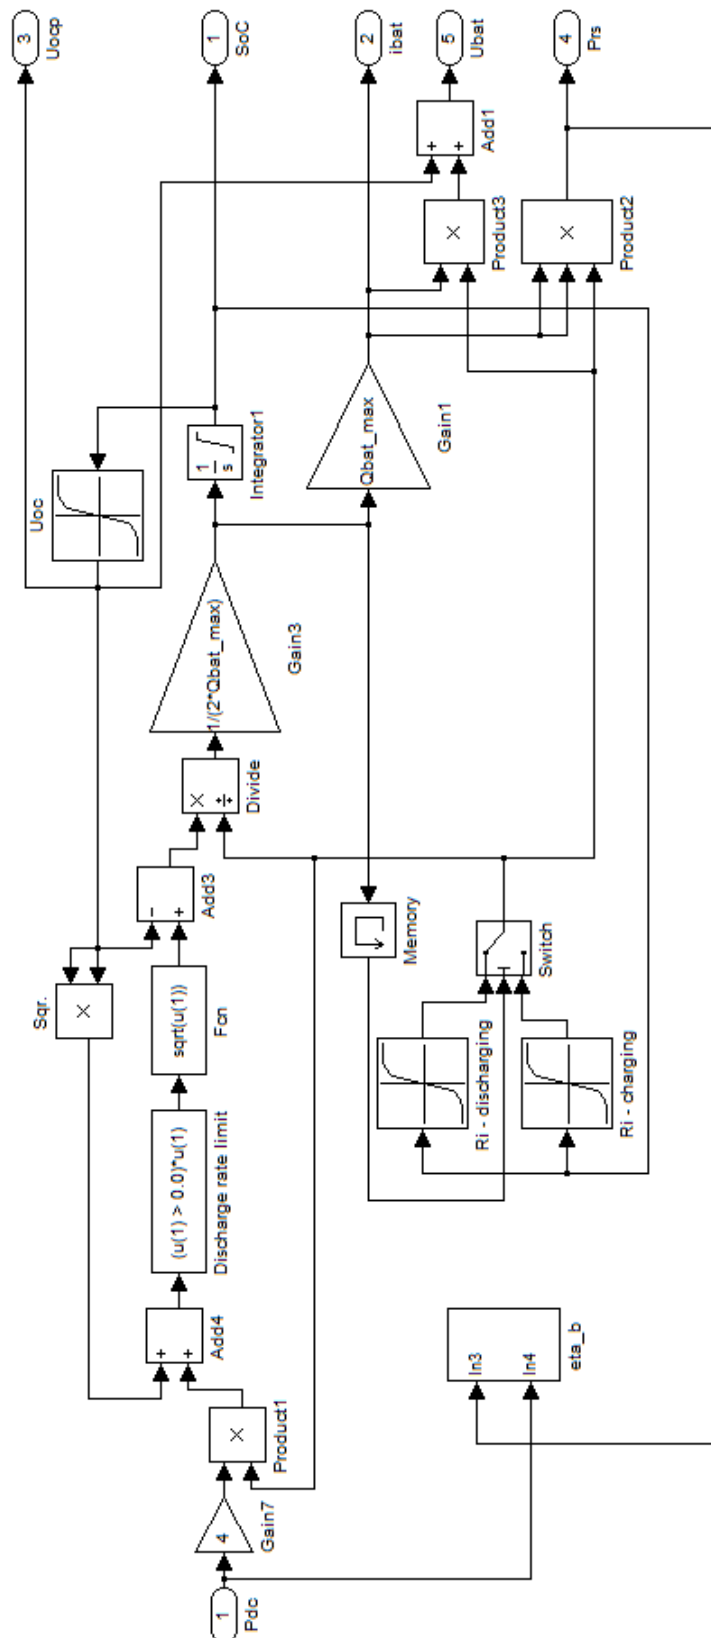 1
Pdc
4
Gain7
×
Product1
+
+
Add4
(u(1) > 0.0)*u(1)
Discharge rate limit
sqrt(u(1))
Fcn
×
Sqr.
−
+
Add3
×
÷
Divide
1/(2*Qbat_max)
Gain3
1
s
Integrator1
Uoc
3
Uocp
1
SoC
Qbat_max
Gain1
2
ibat
Memory
Ri - discharging
Ri - charging
Switch
×
Product3
+
+
Add1
5
Ubat
×
Product2
4
Prs
In3
In4
eta_b